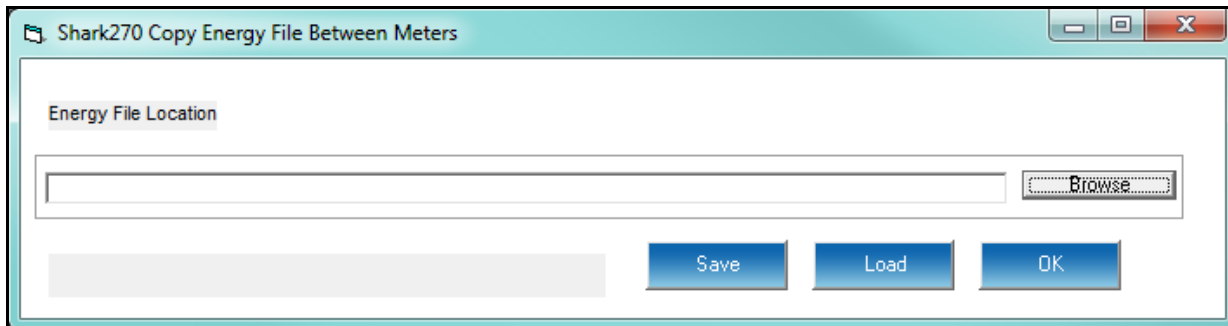 Shark270 Copy Energy File Between Meters
Energy File Location
Browse
Save
Load
OK